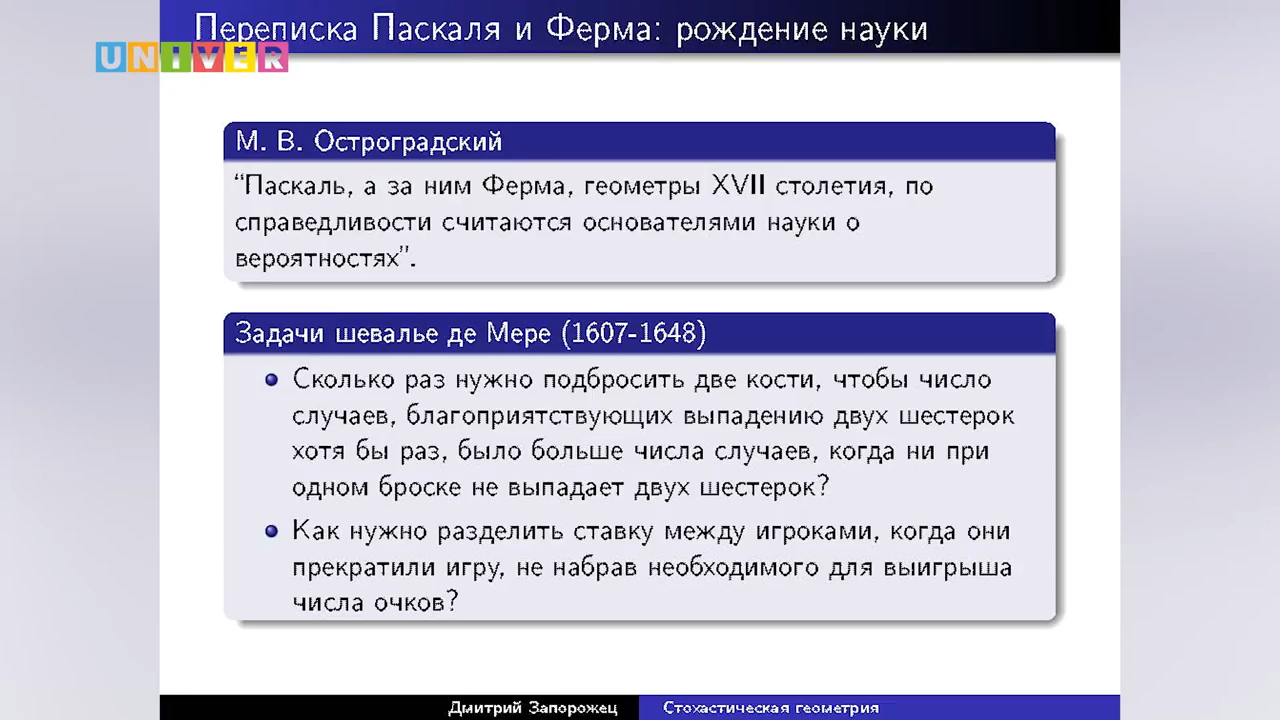 Переписка Паскаля и Ферма: рождение науки
UNIVER
М. В. Остроградский
“Паскаль, а за ним Ферма, геометры XVII столетия, по
справедливости считаются основателями науки о
вероятностях”.
Задачи шевалье де Мере (1607-1648)
Сколько раз нужно подбросить две кости, чтобы число
случаев, благоприятствующих выпадению двух шестерок
хотя бы раз, было больше числа случаев, когда ни при
одном броске не выпадает двух шестерок?
Как нужно разделить ставку между игроками, когда они
прекратили игру, не набрав необходимого для выигрыша
числа очков?
Дмитрий Запорожец
Стохастическая геометрия